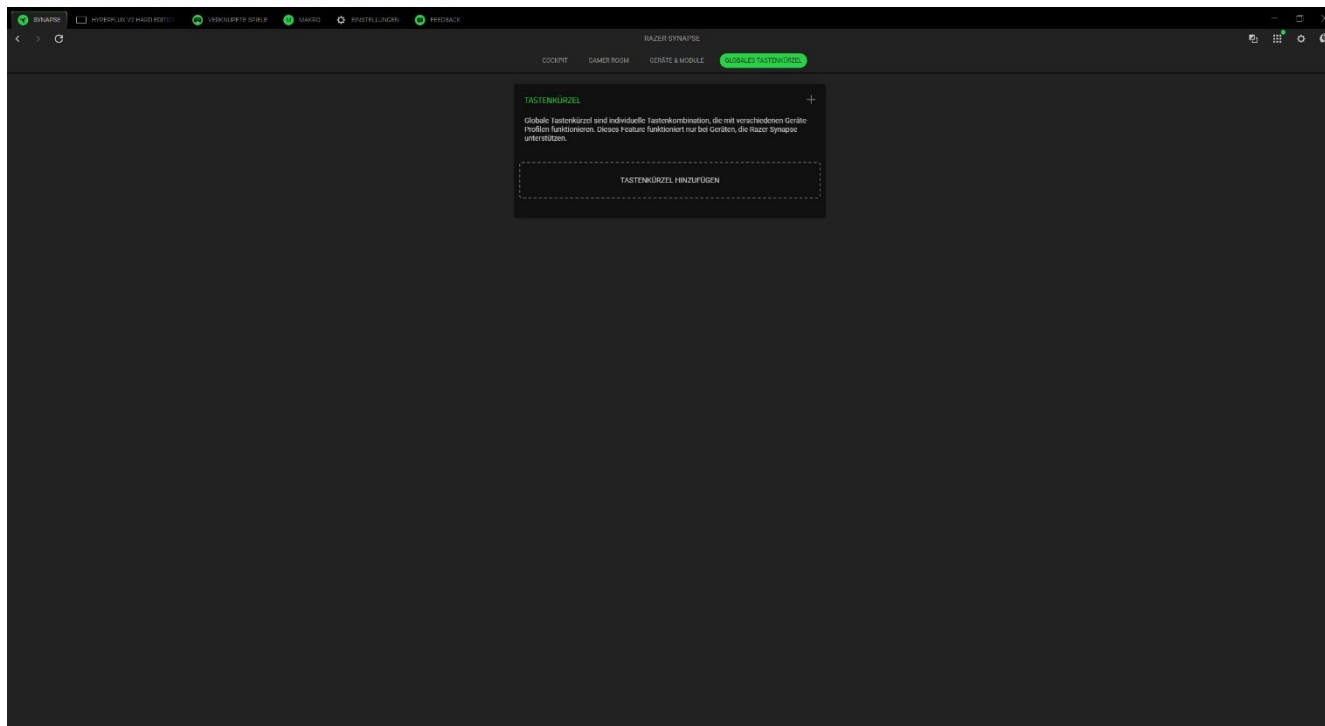 SYNAPSE
HYPERFLUX V2 HARD EDITIO
VERKNÜPFTE SPIELE
M MAKRO
EINSTELLUNGEN
FEEDBACK
RAZER SYNAPSE
COCKPIT
GAMER ROOM
GERÄTE & MODULE
GLOBALES TASTENKÜRZEL
TASTENKÜRZEL
Globale Tastenkürzel sind individuelle Tastenkombination, die mit verschiedenen Geräte-
Profilen funktionieren. Dieses Feature funktioniert nur bei Geräten, die Razer Synapse
unterstützen.
TASTENKÜRZEL HINZUFÜGEN